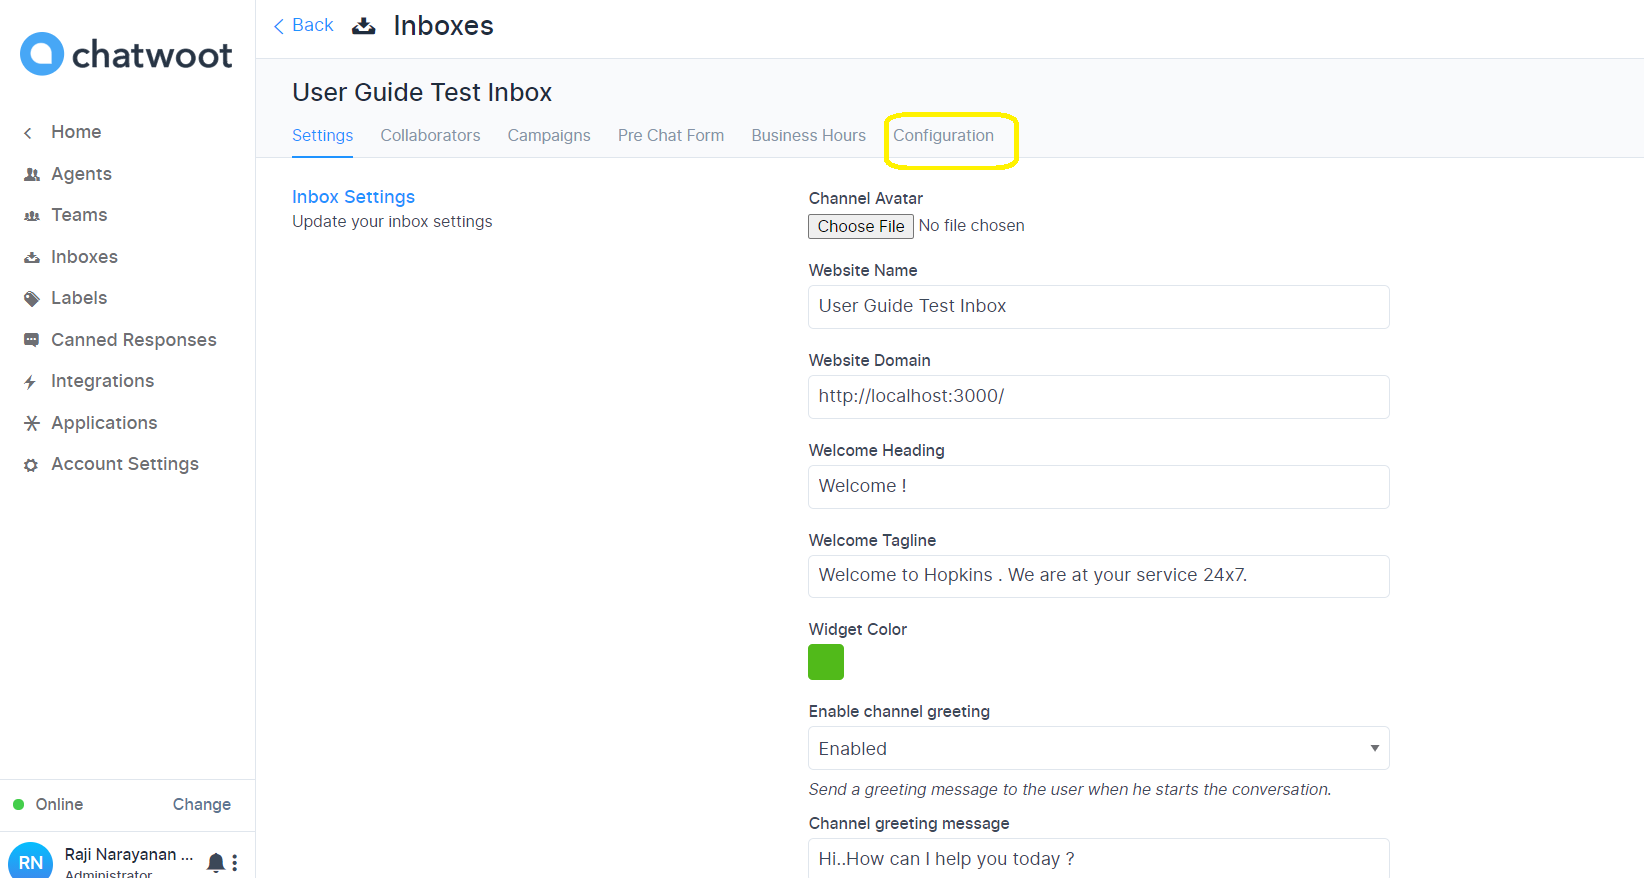 chatwoot
Home
Agents
Teams
Inboxes
Labels
Canned Responses
Integrations
Applications
Account Settings
Online Change
RN
Raji Narayanan ...
Administrator
Back Inboxes
User Guide Test Inbox
Settings Collaborators Campaigns Pre Chat Form Business Hours Configuration
Inbox Settings
Update your inbox settings
Channel Avatar
Choose File No file chosen
Website Name
User Guide Test Inbox
Website Domain
http://localhost:3000/
Welcome Heading
Welcome !
Welcome Tagline
Welcome to Hopkins . We are at your service 24x7.
Widget Color
Enable channel greeting
Enabled
Send a greeting message to the user when he starts the conversation.
Channel greeting message
Hi..How can I help you today ?